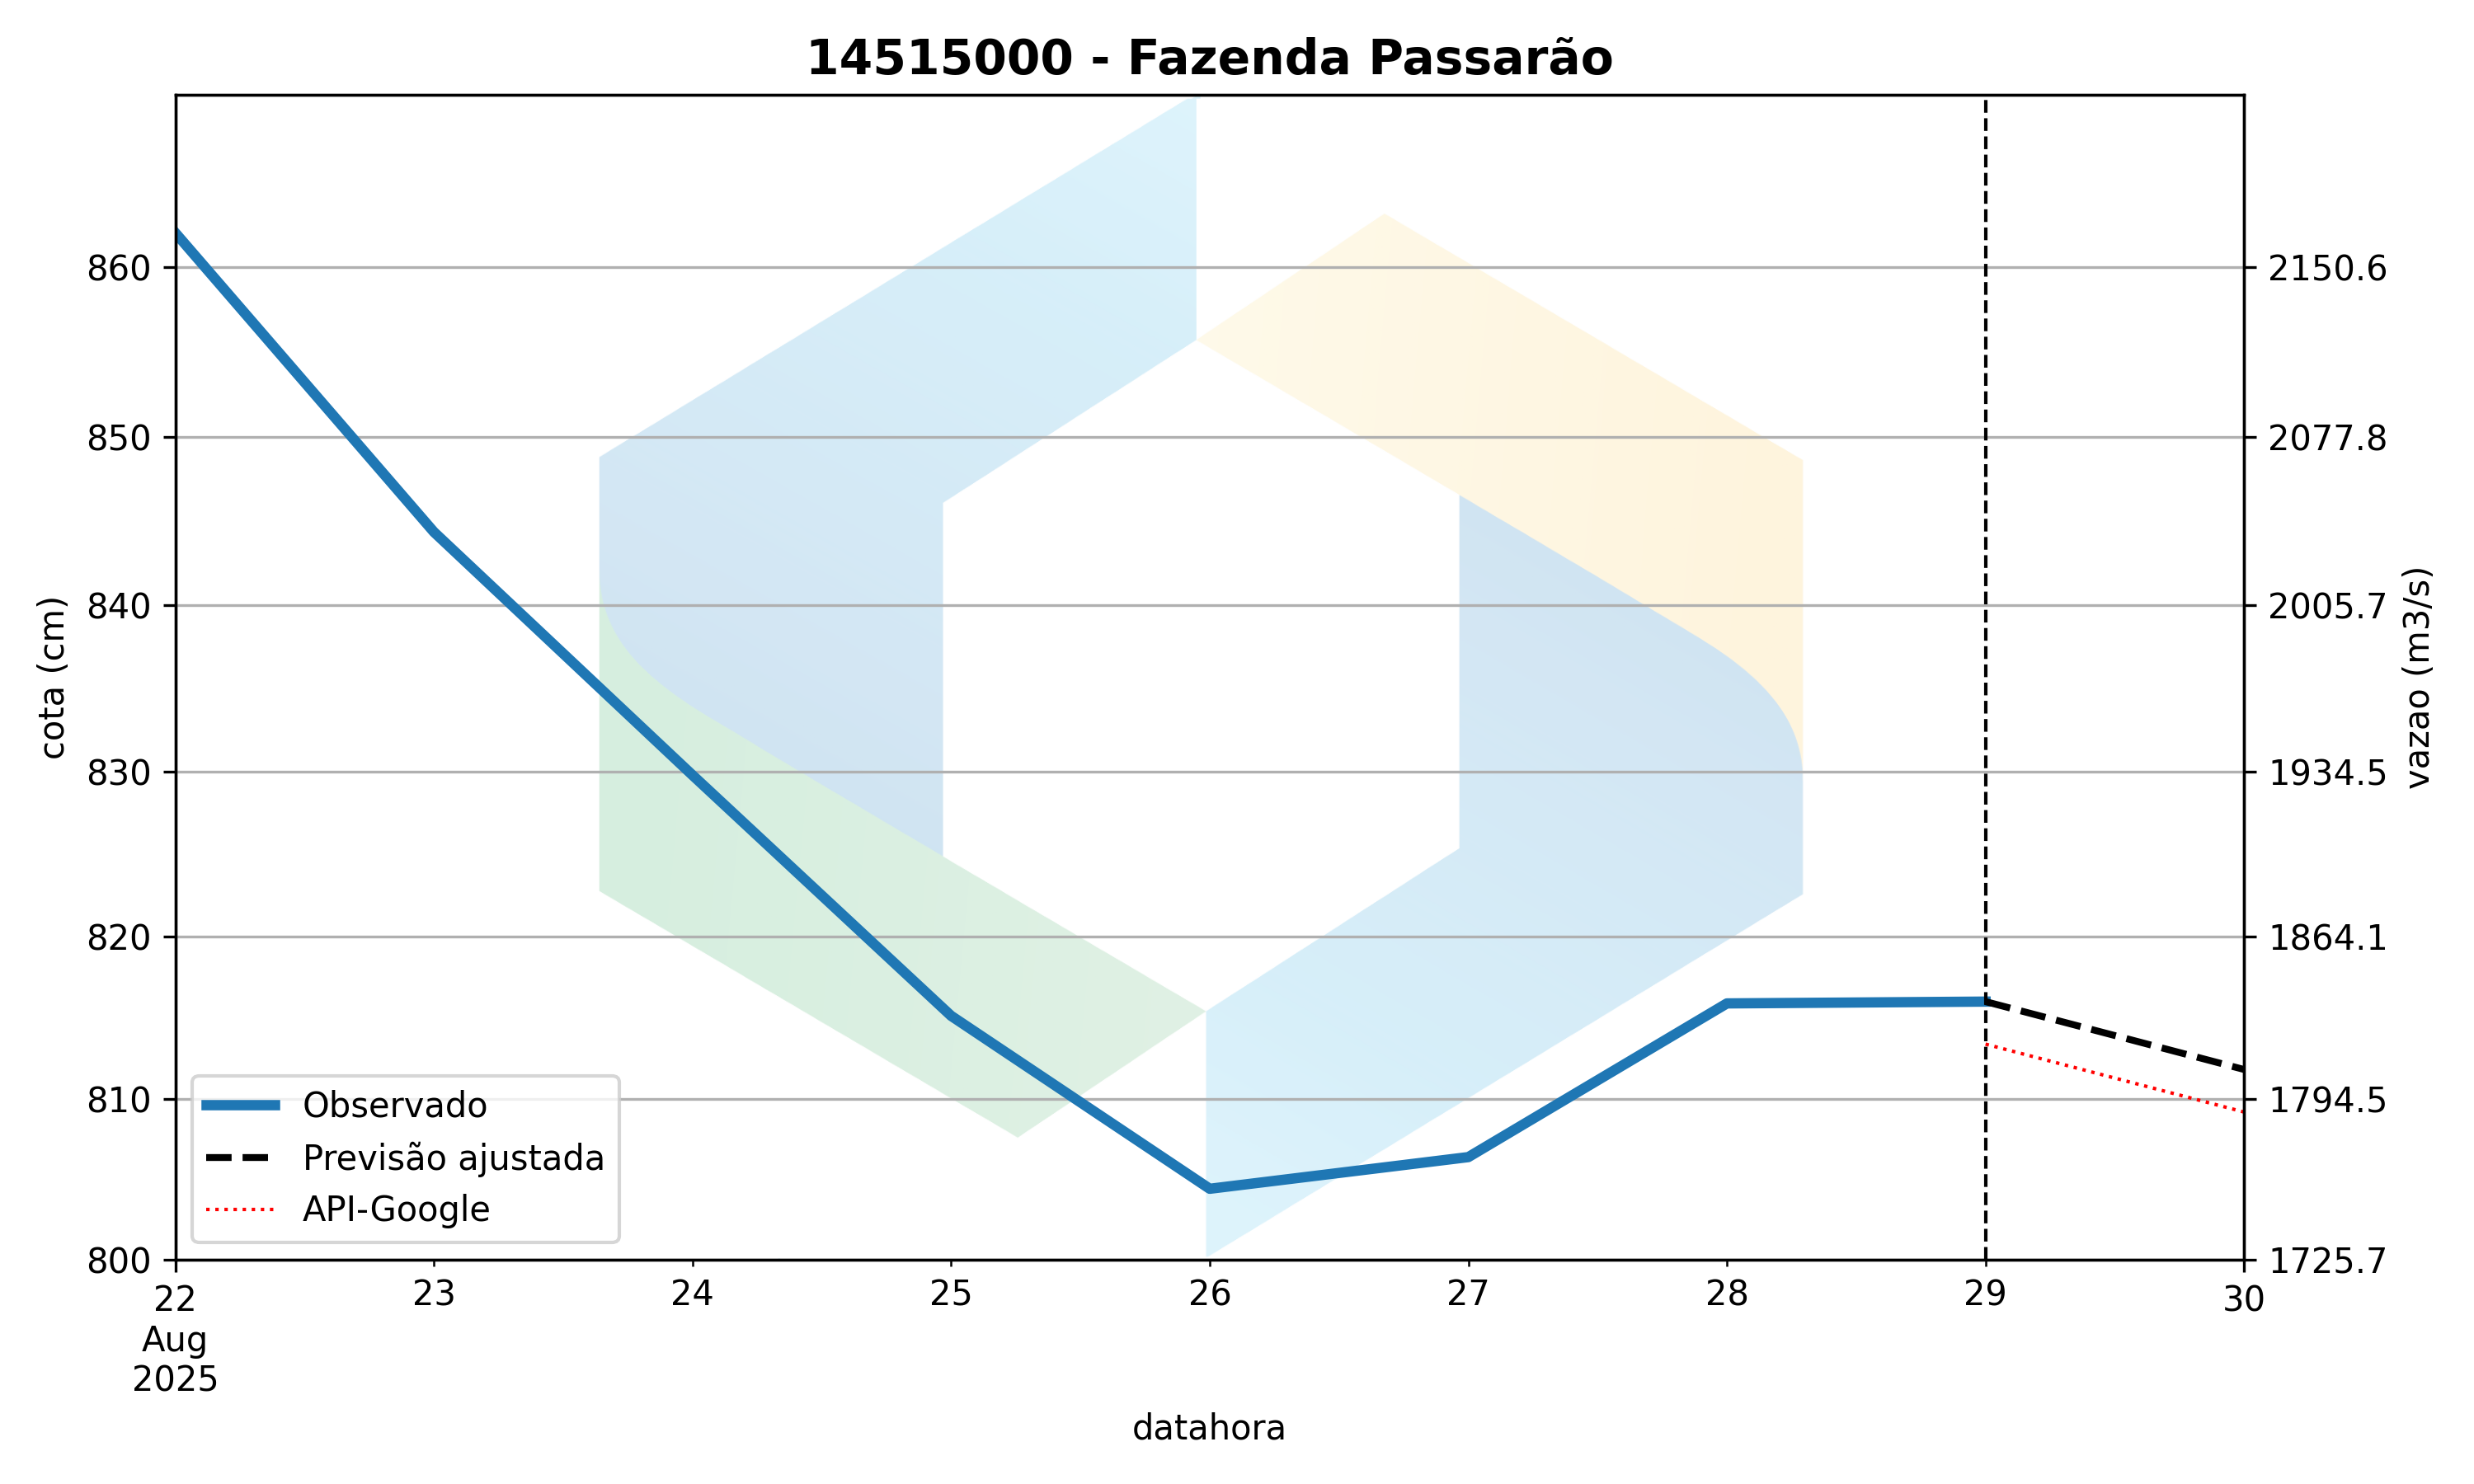 14515000 - Fazenda Passarão
cota (cm)
860
850
840
830
820
810
800
2150.6
2077.8
2005.7
1934.5
1864.1
1794.5
1725.7
vazao (m3/s)
Observado
Previsão ajustada
API-Google
22 23 24 25 26 27 28 29 30
Aug
2025
datahora